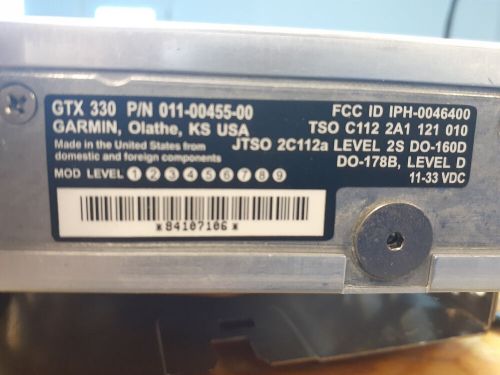 GTX 330 P/N 011-00455-00
GARMIN, Olathe, KS USA
Made in the United States from
domestic and foreign components
MOD LEVEL 1 2 3 4 5 6 7 8 9
*84107106*
FCC ID IPH-0046400
TSO C112 2A1 121 010
JTSO 2C112a LEVEL 2S DO-160D
DO-178B, LEVEL D
11-33 VDC